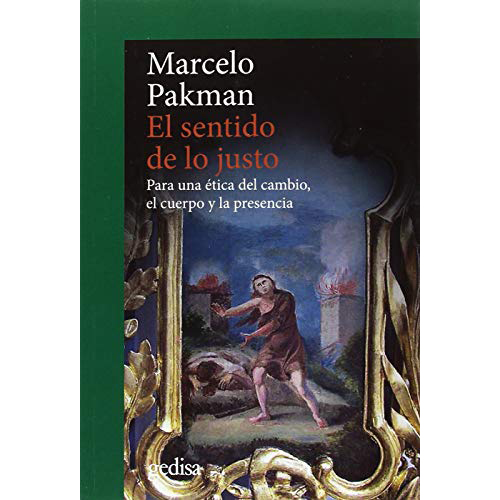 Marcelo
Pakman
El sentido
de lo justo
Para una ética del cambio,
el cuerpo y la presencia
gedisa